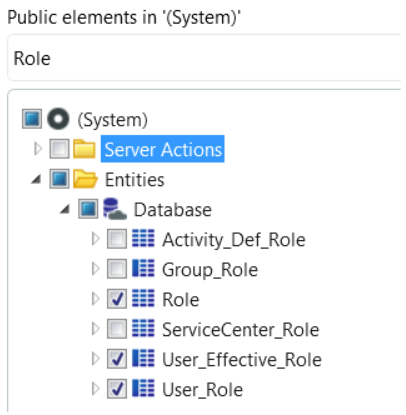 Public elements in '(System)'
Role
(System)
Server Actions
Entities
Database
Activity_Def_Role
Group_Role
Role
ServiceCenter_Role
User_Effective_Role
User_Role